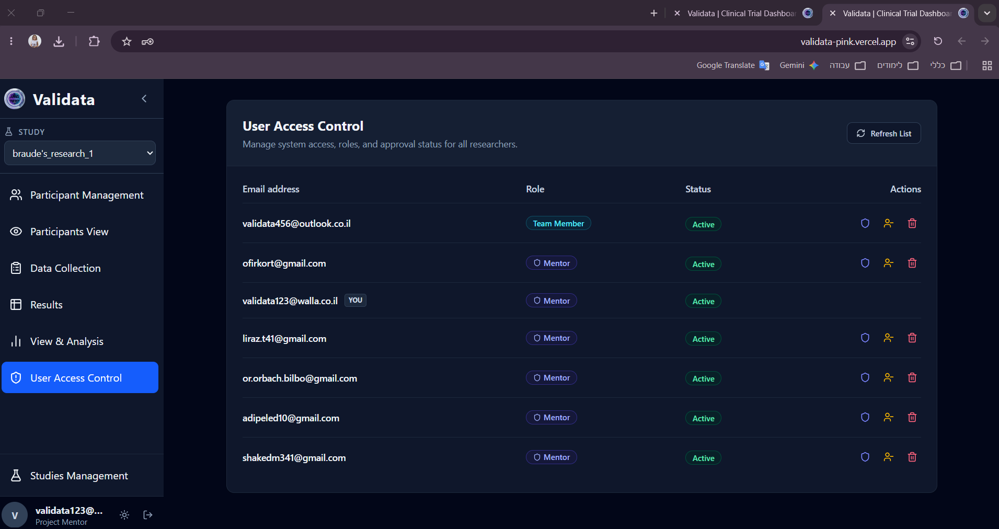 Validata | Clinical Trial Dashboar
Validata | Clinical Trial Dashboar
validata-pink.vercel.app
Google Translate
Gemini
עבודה
לימודים
כללי
Validata
STUDY
braude's_research_1
Participant Management
Participants View
Data Collection
Results
View & Analysis
User Access Control
Studies Management
V
validata123@...
Project Mentor
User Access Control
Manage system access, roles, and approval status for all researchers.
Refresh List
Email address Role Status Actions
validata456@outlook.co.il Team Member Active
ofirkort@gmail.com Mentor Active
validata123@walla.co.il YOU Mentor Active
liraz.t41@gmail.com Mentor Active
or.orbach.bilbo@gmail.com Mentor Active
adipeled10@gmail.com Mentor Active
shakedm341@gmail.com Mentor Active